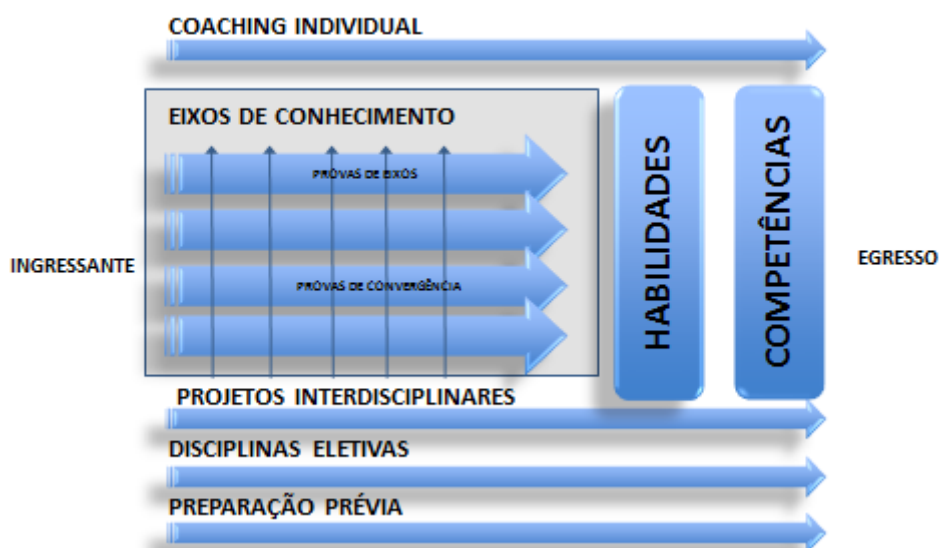 COACHING INDIVIDUAL
EIXOS DE CONHECIMENTO
PROVAS DE EIXOS
INGRESSANTE
PROVAS DE CONVERGÊNCIA
HABILIDADES
COMPETÊNCIAS
EGRESSO
PROJETOS INTERDISCIPLINARES
DISCIPLINAS ELETIVAS
PREPARAÇÃO PRÉVIA